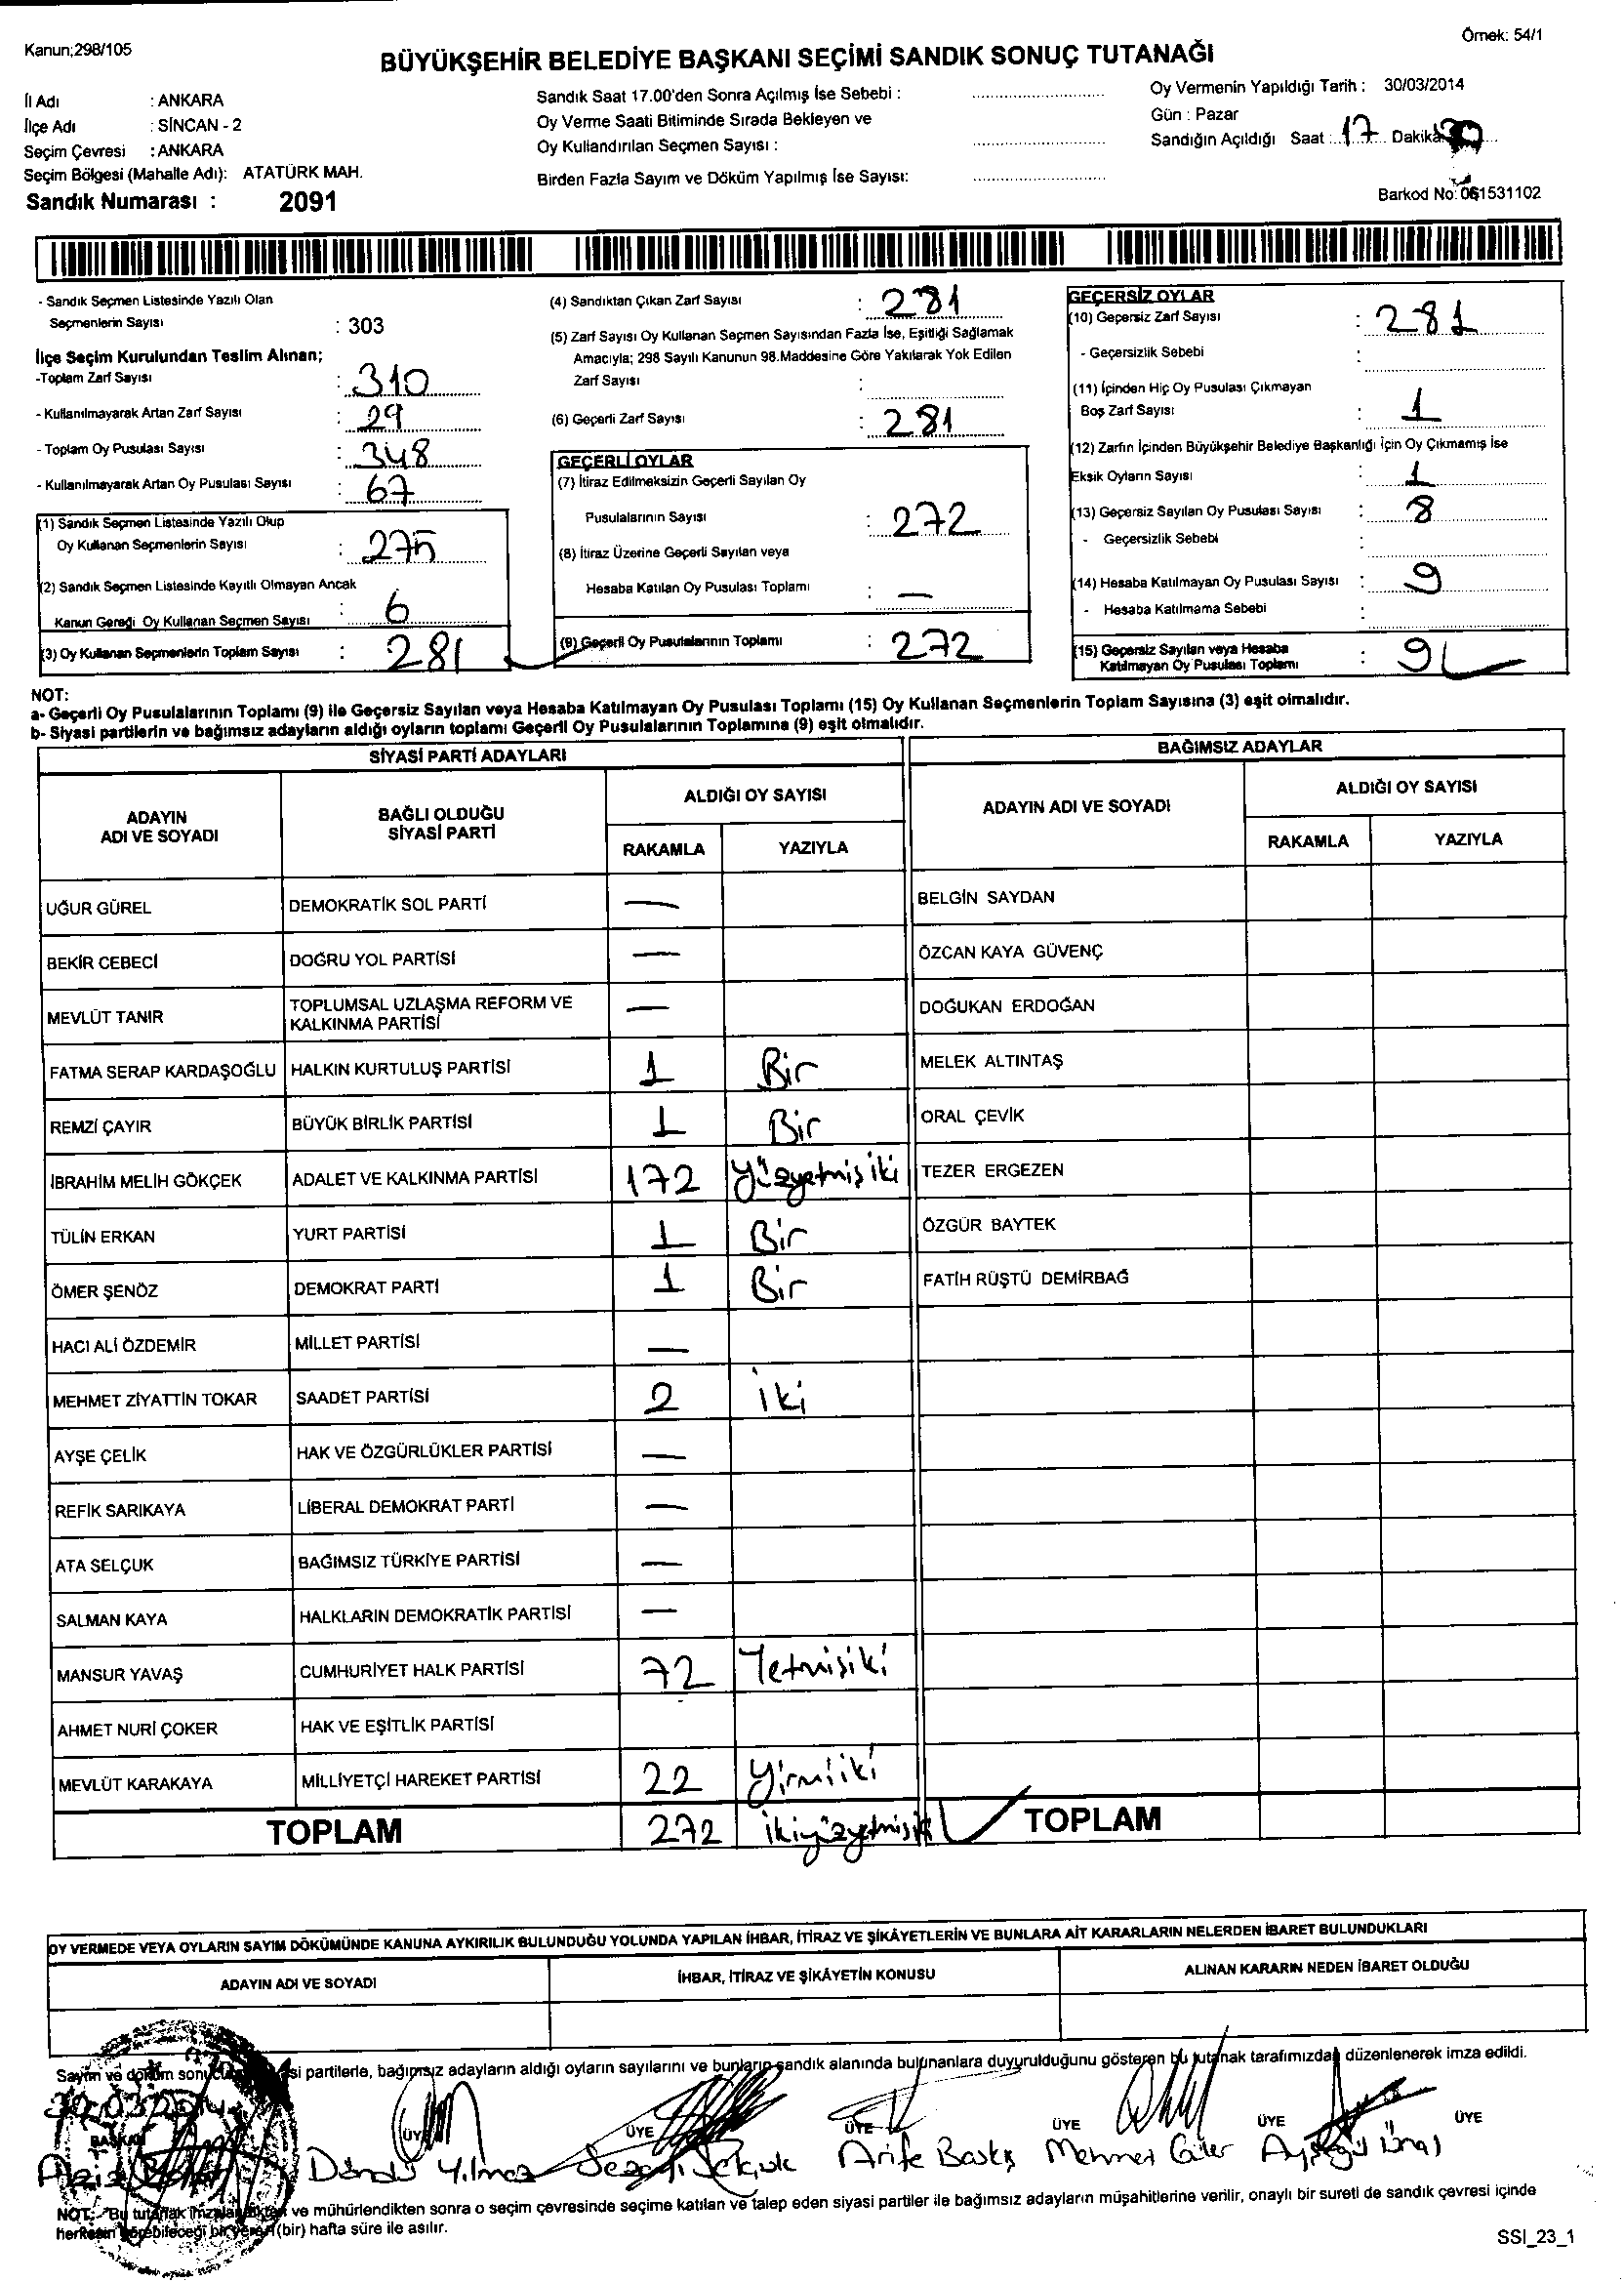 Kanun;298/105
Örnek: 54/1
BÜYÜKŞEHİR BELEDİYE BAŞKANI SEÇİMİ SANDIK SONUÇ TUTANAĞI
İl Adı : ANKARA
İlçe Adı : SİNCAN - 2
Seçim Çevresi : ANKARA
Seçim Bölgesi (Mahalle Adı): ATATÜRK MAH.
Sandık Numarası : 2091
Sandık Saat 17.00'den Sonra Açılmış İse Sebebi :
Oy Verme Saati Bitiminde Sırada Bekleyen ve
Oy Kullandırılan Seçmen Sayısı :
Birden Fazla Sayım ve Döküm Yapılmış İse Sayısı:
Oy Vermenin Yapıldığı Tarih : 30/03/2014
Gün : Pazar
Sandığın Açıldığı Saat : 17 Dakika
Barkod No: 061531102
- Sandık Seçmen Listesinde Yazılı Olan
Seçmenlerin Sayısı : 303
İlçe Seçim Kurulundan Teslim Alınan;
-Toplam Zarf Sayısı : 310
- Kullanılmayarak Artan Zarf Sayısı : 29
- Toplam Oy Pusulası Sayısı : 348
- Kullanılmayarak Artan Oy Pusulası Sayısı : 67
(1) Sandık Seçmen Listesinde Yazılı Olup
Oy Kullanan Seçmenlerin Sayısı : 275
(2) Sandık Seçmen Listesinde Kayıtlı Olmayan Ancak
Kanun Gereği Oy Kullanan Seçmen Sayısı : 6
(3) Oy Kullanan Seçmenlerin Toplam Sayısı : 281
(4) Sandıktan Çıkan Zarf Sayısı : 281
(5) Zarf Sayısı Oy Kullanan Seçmen Sayısından Fazla İse, Eşitliği Sağlamak
Amacıyla; 298 Sayılı Kanunun 98.Maddesine Göre Yakılarak Yok Edilen
Zarf Sayısı :
(6) Geçerli Zarf Sayısı : 281
GEÇERLİ OYLAR
(7) İtiraz Edilmeksizin Geçerli Sayılan Oy
Pusulalarının Sayısı : 272
(8) İtiraz Üzerine Geçerli Sayılan veya
Hesaba Katılan Oy Pusulası Toplamı : —
(9) Geçerli Oy Pusulalarının Toplamı : 272
GEÇERSİZ OYLAR
(10) Geçersiz Zarf Sayısı : 281
- Geçersizlik Sebebi :
(11) İçinden Hiç Oy Pusulası Çıkmayan
Boş Zarf Sayısı : 1
(12) Zarfın İçinden Büyükşehir Belediye Başkanlığı İçin Oy Çıkmamış İse
Eksik Oyların Sayısı : 1
(13) Geçersiz Sayılan Oy Pusulası Sayısı : 8
- Geçersizlik Sebebi :
(14) Hesaba Katılmayan Oy Pusulası Sayısı : 9
- Hesaba Katılmama Sebebi :
(15) Geçersiz Sayılan veya Hesaba
Katılmayan Oy Pusulası Toplamı : 9
NOT:
a- Geçerli Oy Pusulalarının Toplamı (9) ile Geçersiz Sayılan veya Hesaba Katılmayan Oy Pusulası Toplamı (15) Oy Kullanan Seçmenlerin Toplam Sayısına (3) eşit olmalıdır.
b- Siyasi partilerin ve bağımsız adayların aldığı oyların toplamı Geçerli Oy Pusulalarının Toplamına (9) eşit olmalıdır.
SİYASİ PARTİ ADAYLARI
ADAYIN
ADI VE SOYADI
BAĞLI OLDUĞU
SİYASİ PARTİ
ALDIĞI OY SAYISI
RAKAMLA YAZIYLA
UĞUR GÜREL DEMOKRATİK SOL PARTİ —
BEKİR CEBECİ DOĞRU YOL PARTİSİ —
MEVLÜT TANIR TOPLUMSAL UZLAŞMA REFORM VE
KALKINMA PARTİSİ —
FATMA SERAP KARDAŞOĞLU HALKIN KURTULUŞ PARTİSİ 1 Bir
REMZİ ÇAYIR BÜYÜK BİRLİK PARTİSİ 1 Bir
İBRAHİM MELİH GÖKÇEK ADALET VE KALKINMA PARTİSİ 172 Yüzyetmiş iki
TÜLİN ERKAN YURT PARTİSİ 1 Bir
ÖMER ŞENÖZ DEMOKRAT PARTİ 1 Bir
HACI ALİ ÖZDEMİR MİLLET PARTİSİ —
MEHMET ZİYATTİN TOKAR SAADET PARTİSİ 2 İki
AYŞE ÇELİK HAK VE ÖZGÜRLÜKLER PARTİSİ —
REFİK SARIKAYA LİBERAL DEMOKRAT PARTİ —
ATA SELÇUK BAĞIMSIZ TÜRKİYE PARTİSİ —
SALMAN KAYA HALKLARIN DEMOKRATİK PARTİSİ —
MANSUR YAVAŞ CUMHURİYET HALK PARTİSİ 72 Yetmişiki
AHMET NURİ ÇOKER HAK VE EŞİTLİK PARTİSİ
MEVLÜT KARAKAYA MİLLİYETÇİ HAREKET PARTİSİ 22 Yirmiiki
TOPLAM 272
BAĞIMSIZ ADAYLAR
ADAYIN ADI VE SOYADI
ALDIĞI OY SAYISI
RAKAMLA YAZIYLA
BELGİN SAYDAN
ÖZCAN KAYA GÜVENÇ
DOĞUKAN ERDOĞAN
MELEK ALTINTAŞ
ORAL ÇEVİK
TEZER ERGEZEN
ÖZGÜR BAYTEK
FATİH RÜŞTÜ DEMİRBAĞ
TOPLAM
OY VERMEDE VEYA OYLARIN SAYIM DÖKÜMÜNDE KANUNA AYKIRILIK BULUNDUĞU YOLUNDA YAPILAN İHBAR, İTİRAZ VE ŞİKÂYETLERİN VE BUNLARA AİT KARARLARIN NELERDEN İBARET BULUNDUKLARI
ADAYIN ADI VE SOYADI İHBAR, İTİRAZ VE ŞİKÂYETİN KONUSU ALINAN KARARIN NEDEN İBARET OLDUĞU
Sayım ve döküm partilerle, bağımsız adayların aldığı oyların sayılarını ve bunların sandık alanında bulunanlara duyurulduğunu gösteren bu tutanak tarafımızdan düzenlenerek imza edildi.
BAŞKAN ÜYE ÜYE ÜYE ÜYE ÜYE ÜYE
Yılmaz Selçuk Arife Mehmet Güler Ayşegül Ünal
NOT:- Bu tutanak ve mühürlendikten sonra o seçim çevresinde seçime katılan ve talep eden siyasi partiler ile bağımsız adayların müşahitlerine verilir, onaylı bir sureti de sandık çevresi içinde
herkesin görebileceği bir yere (bir) hafta süre ile asılır.
SSI_23_1